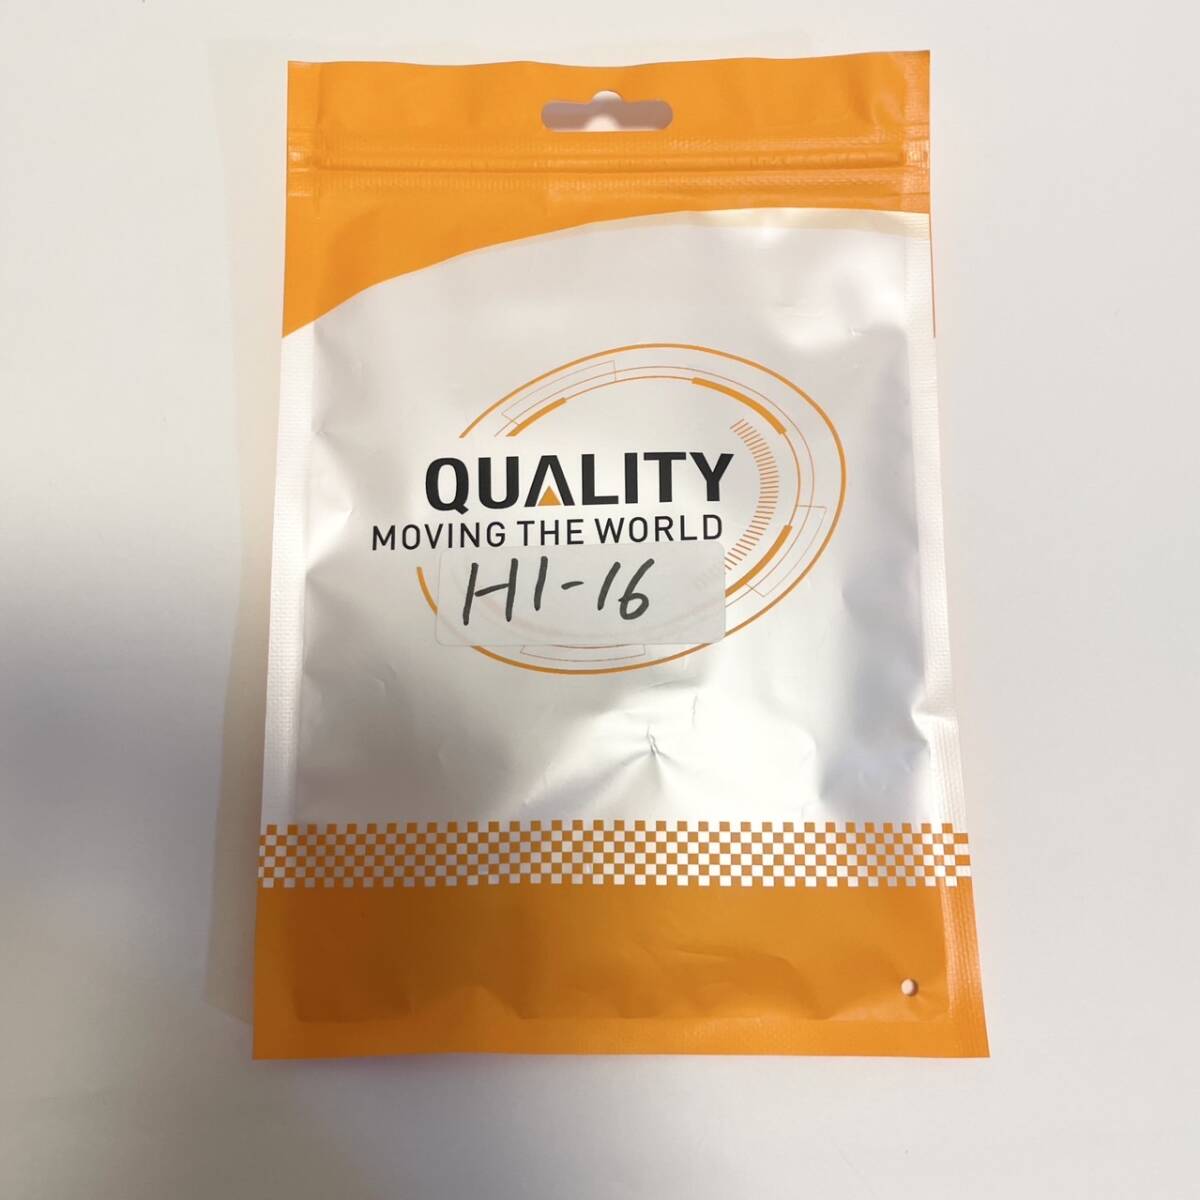 QUALITY
MOVING THE WORLD
H1-16